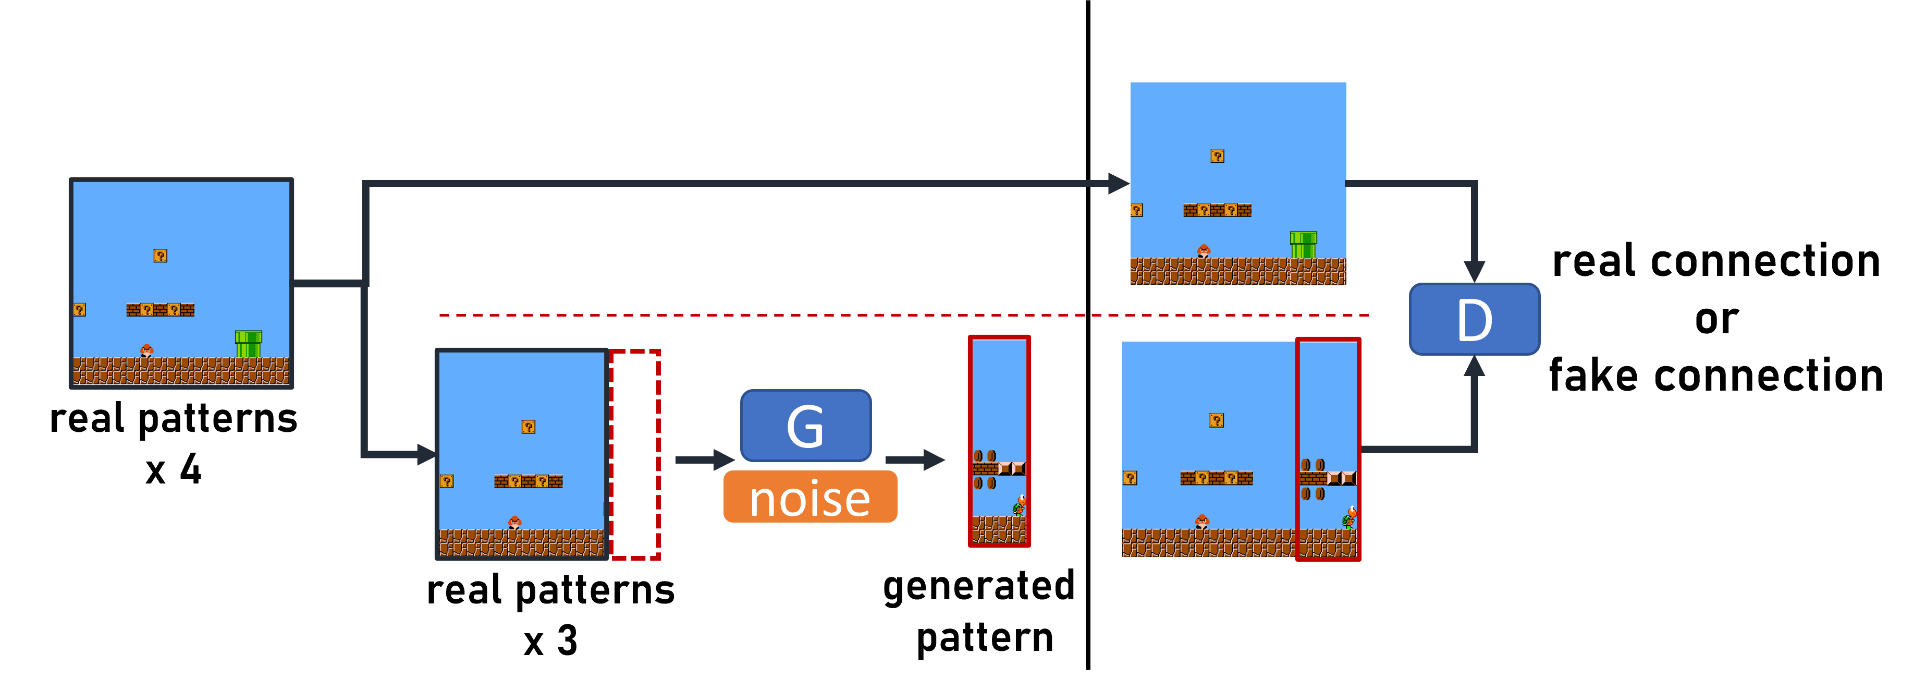 real patterns
x 4
real patterns
x 3
G
noise
generated
pattern
D
real connection
or
fake connection